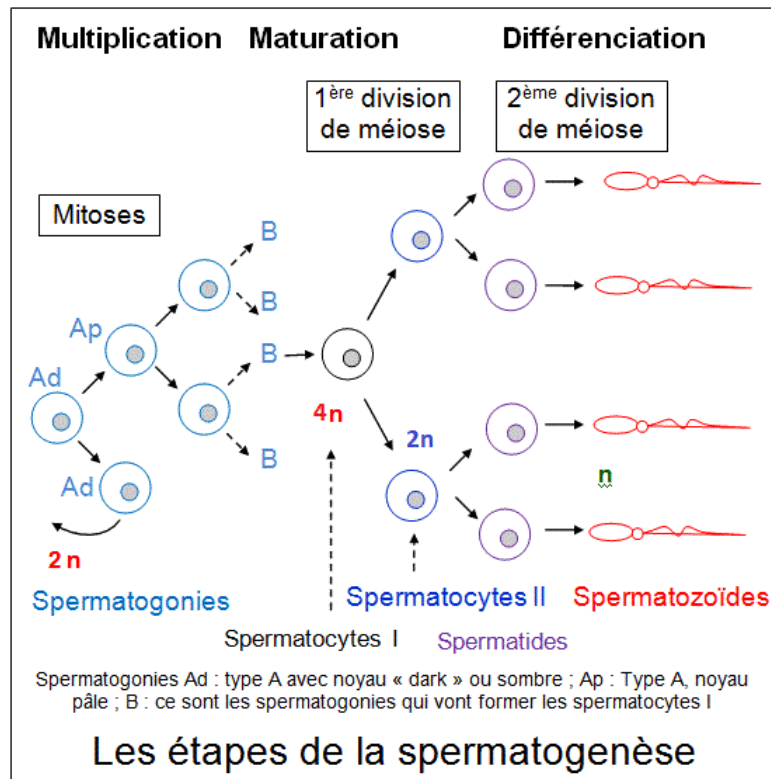 Multiplication Maturation Différenciation
1ère division de méiose
2ème division de méiose
Mitoses
B
B
Ap
B
Ad
4n
2n
B
Ad
n
2 n
Spermatogonies
Spermatocytes II
Spermatozoïdes
Spermatocytes I
Spermatides
Spermatogonies Ad : type A avec noyau « dark » ou sombre ; Ap : Type A, noyau
pâle ; B : ce sont les spermatogonies qui vont former les spermatocytes I
Les étapes de la spermatogenèse